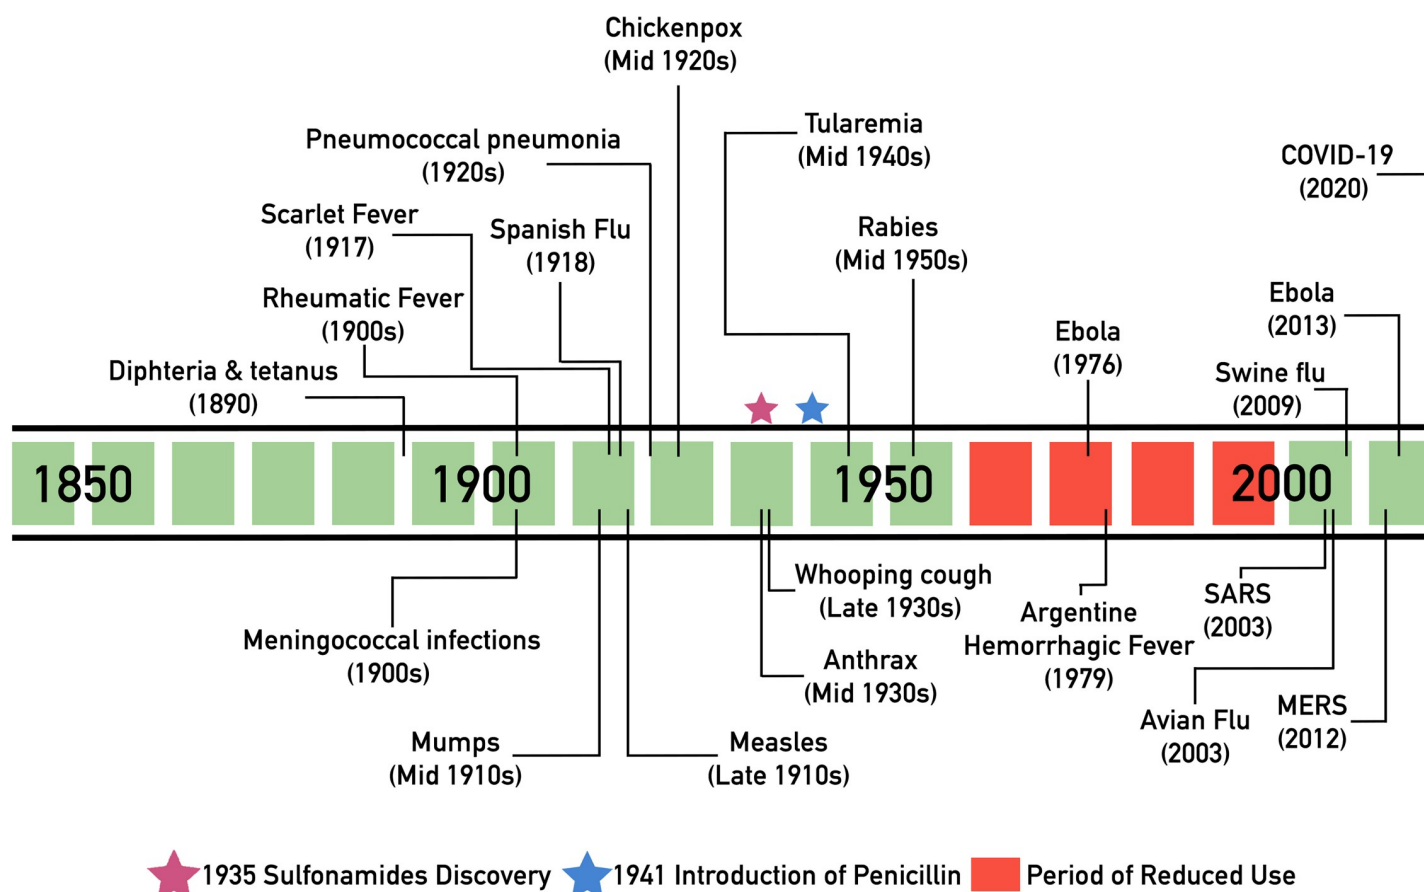 Chickenpox
(Mid 1920s)
Tularemia
(Mid 1940s)
Pneumococcal pneumonia
(1920s)
COVID-19
(2020)
Scarlet Fever
(1917)
Spanish Flu
(1918)
Rabies
(Mid 1950s)
Rheumatic Fever
(1900s)
Ebola
(2013)
Ebola
(1976)
Diphteria & tetanus
(1890)
Swine flu
(2009)
1850
1900
1950
2000
Whooping cough
(Late 1930s)
SARS
(2003)
Argentine
Hemorrhagic Fever
(1979)
Meningococcal infections
(1900s)
Anthrax
(Mid 1930s)
Avian Flu
(2003)
MERS
(2012)
Mumps
(Mid 1910s)
Measles
(Late 1910s)
1935 Sulfonamides Discovery
1941 Introduction of Penicillin
Period of Reduced Use